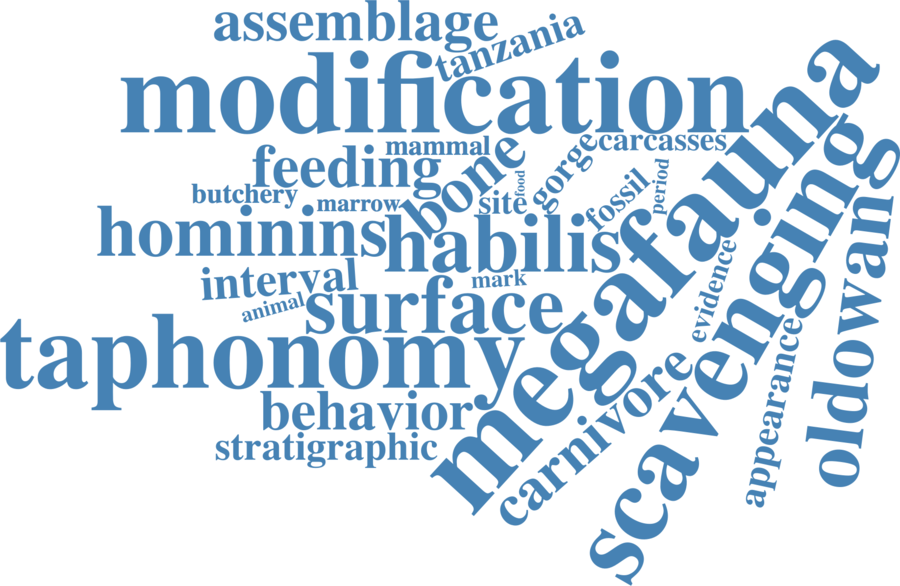 assemblage
tanzania
modification
megafauna
mammal
carcasses
feeding
bone
gorge
butchery
marrow
site
food
fossil
period
scavenging
oldowan
hominins
habilis
interval
mark
evidence
animal
surface
taphonomy
carnivore
appearance
behavior
stratigraphic